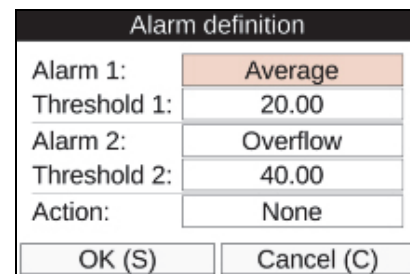 Alarm definition
Alarm 1: Average
Threshold 1: 20.00
Alarm 2: Overflow
Threshold 2: 40.00
Action: None
OK (S) Cancel (C)